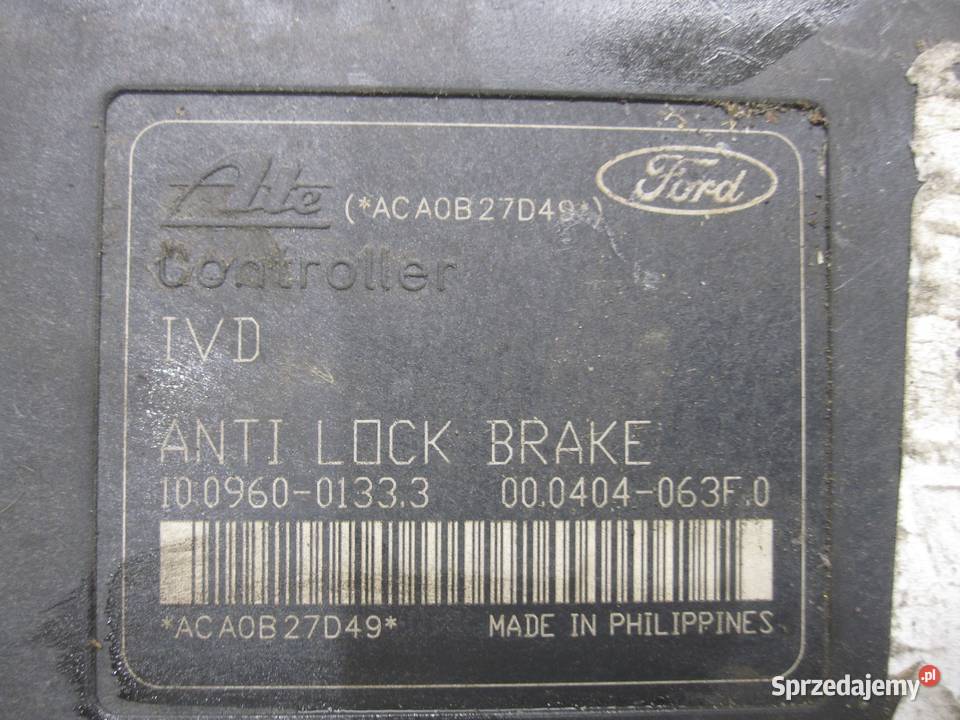 Ate (*ACA0B27D49*) Ford
Controller
IVD
ANTI LOCK BRAKE
10.0960-0133.3 00.0404-063F.0
*ACA0B27D49* MADE IN PHILIPPINES
Sprzedajemy.pl